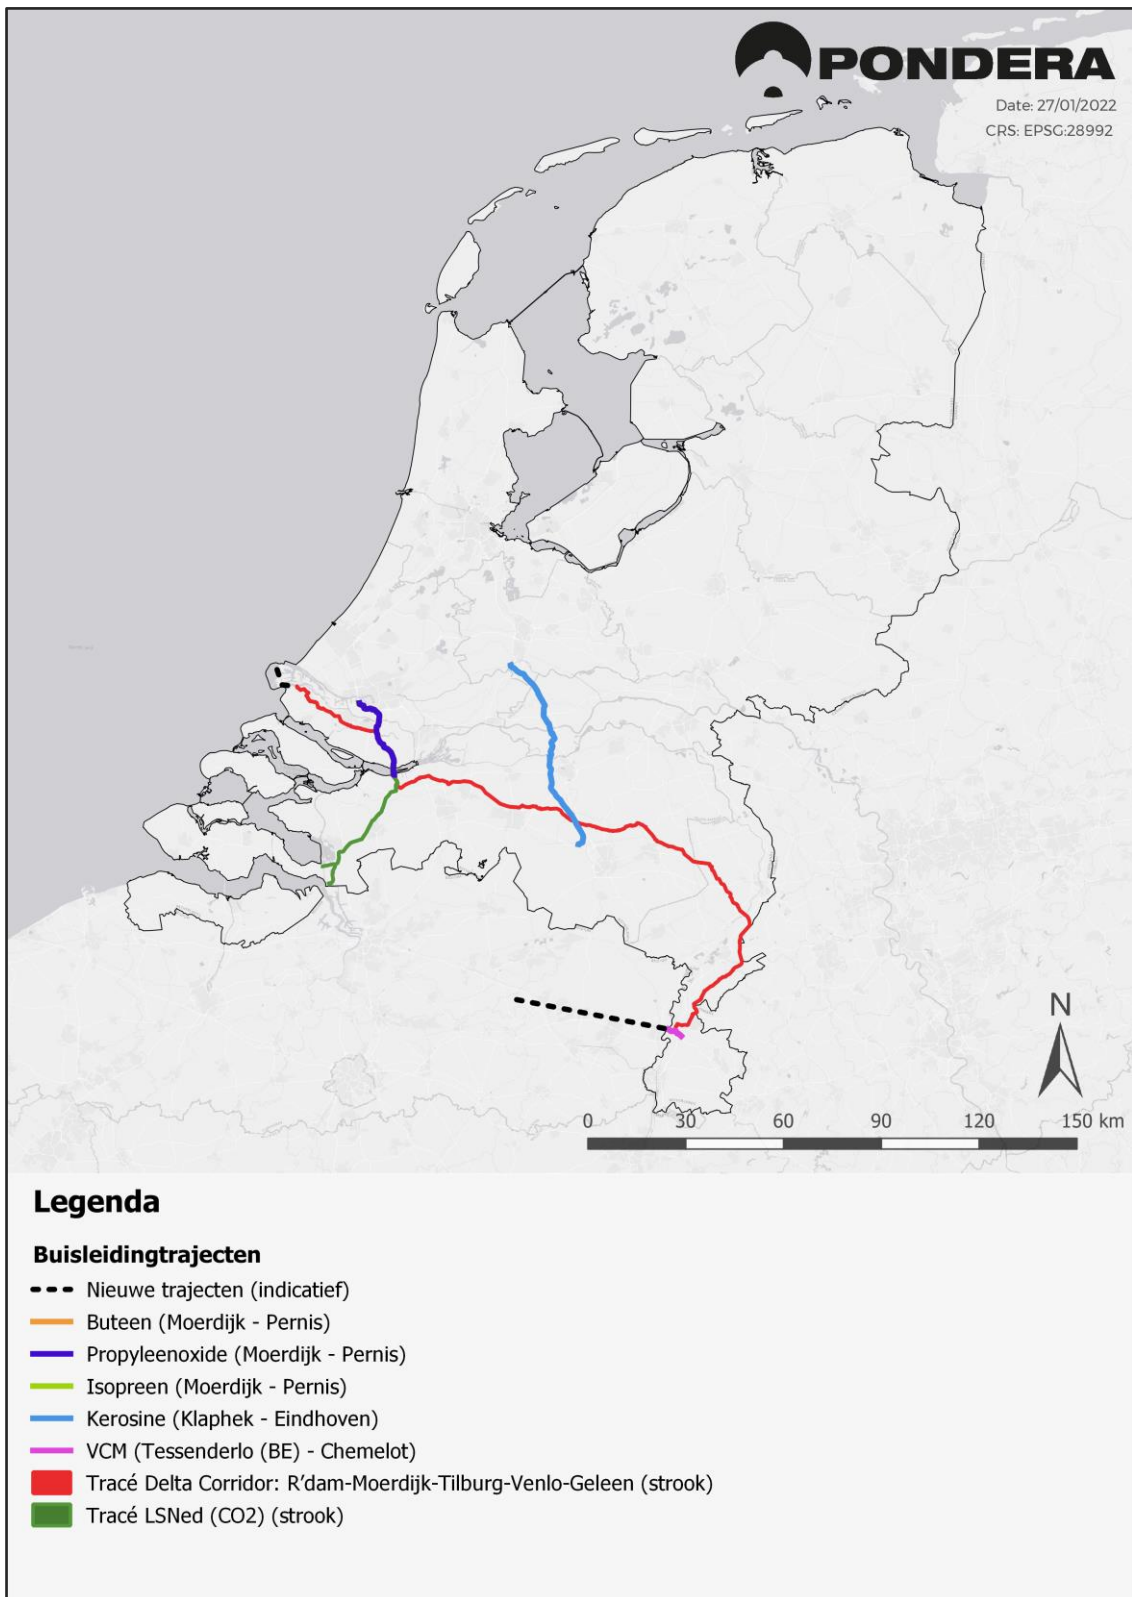 PONDERA
Date: 27/01/2022
CRS: EPSG:28992
N
0 30 60 90 120 150 km
Legenda
Buisleidingtrajecten
Nieuwe trajecten (indicatief)
Buteen (Moerdijk - Pernis)
Propyleenoxide (Moerdijk - Pernis)
Isopreen (Moerdijk - Pernis)
Kerosine (Klaphek - Eindhoven)
VCM (Tessenderlo (BE) - Chemelot)
Tracé Delta Corridor: R'dam-Moerdijk-Tilburg-Venlo-Geleen (strook)
Tracé LSNed (CO2) (strook)